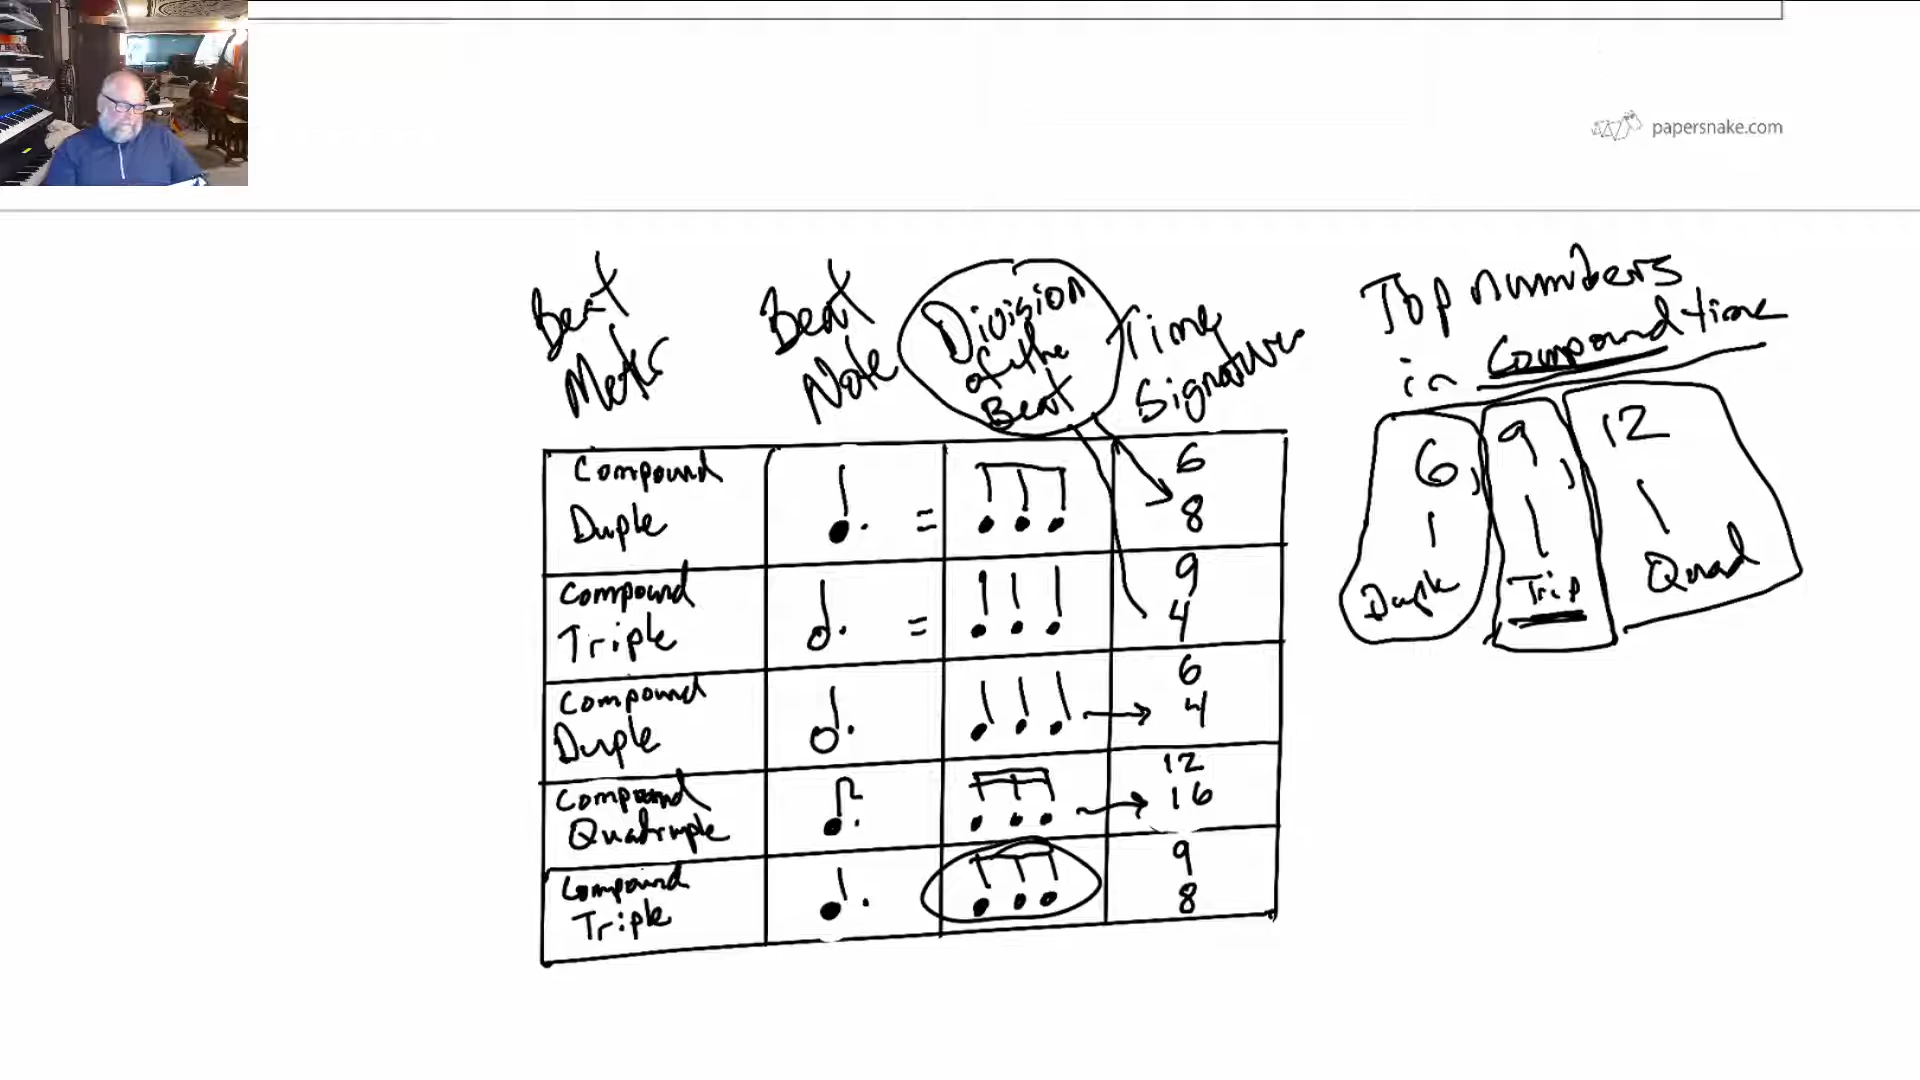 papersnake.com
Beat
Meter
Beat
Note
Division
of the
Beat
Time
Signature
Top numbers
in Compound time
6, 9, 12
Duple Trip Quad
Compound
Duple
=
6
8
Compound
Triple
=
9
4
Compound
Duple
6
4
Compound
Quadruple
12
16
Compound
Triple
9
8